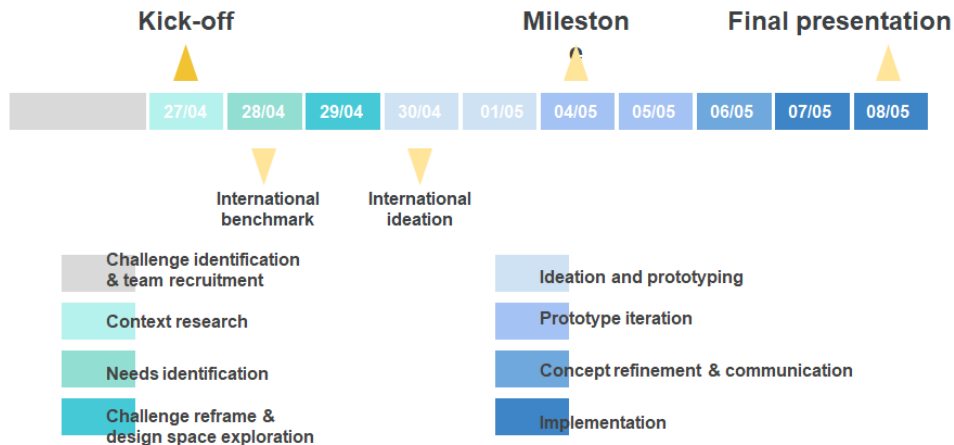 Kick-off
Mileston
e
Final presentation
27/04
28/04
29/04
30/04
01/05
04/05
05/05
06/05
07/05
08/05
International
benchmark
International
ideation
Challenge identification
& team recruitment
Context research
Needs identification
Challenge reframe &
design space exploration
Ideation and prototyping
Prototype iteration
Concept refinement & communication
Implementation